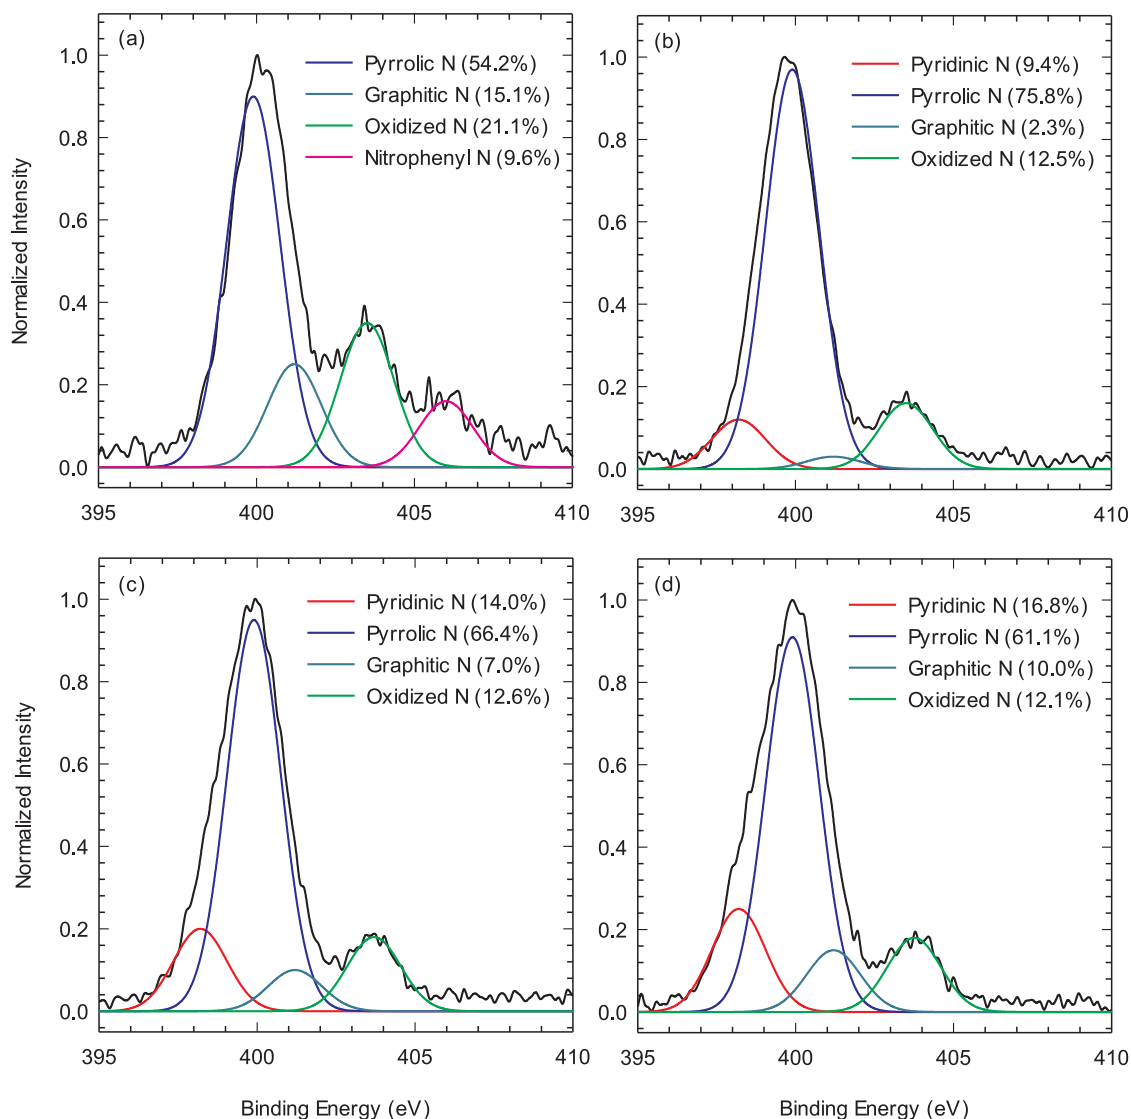 (a)
Pyrrolic N (54.2%)
Graphitic N (15.1%)
Oxidized N (21.1%)
Nitrophenyl N (9.6%)
1.0
0.8
0.6
0.4
0.2
0.0
395
400
405
410
Normalized Intensity
(b)
Pyridinic N (9.4%)
Pyrrolic N (75.8%)
Graphitic N (2.3%)
Oxidized N (12.5%)
1.0
0.8
0.6
0.4
0.2
0.0
395
400
405
410
(c)
Pyridinic N (14.0%)
Pyrrolic N (66.4%)
Graphitic N (7.0%)
Oxidized N (12.6%)
1.0
0.8
0.6
0.4
0.2
0.0
395
400
405
410
Normalized Intensity
Binding Energy (eV)
(d)
Pyridinic N (16.8%)
Pyrrolic N (61.1%)
Graphitic N (10.0%)
Oxidized N (12.1%)
1.0
0.8
0.6
0.4
0.2
0.0
395
400
405
410
Binding Energy (eV)